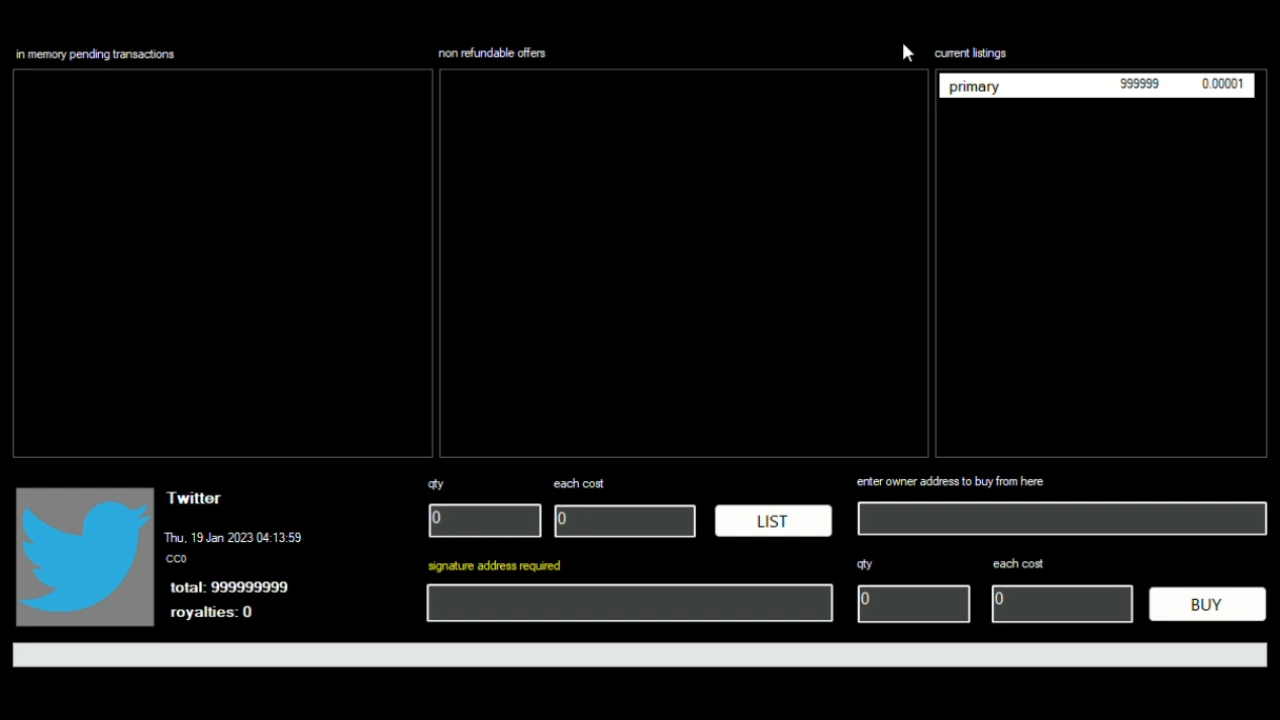 in memory pending transactions
non refundable offers
current listings
primary 999999 0.00001
Twitter
Thu, 19 Jan 2023 04:13:59
CC0
total: 999999999
royalties: 0
qty
each cost
0
0
LIST
signature address required
enter owner address to buy from here
qty
each cost
0
0
BUY